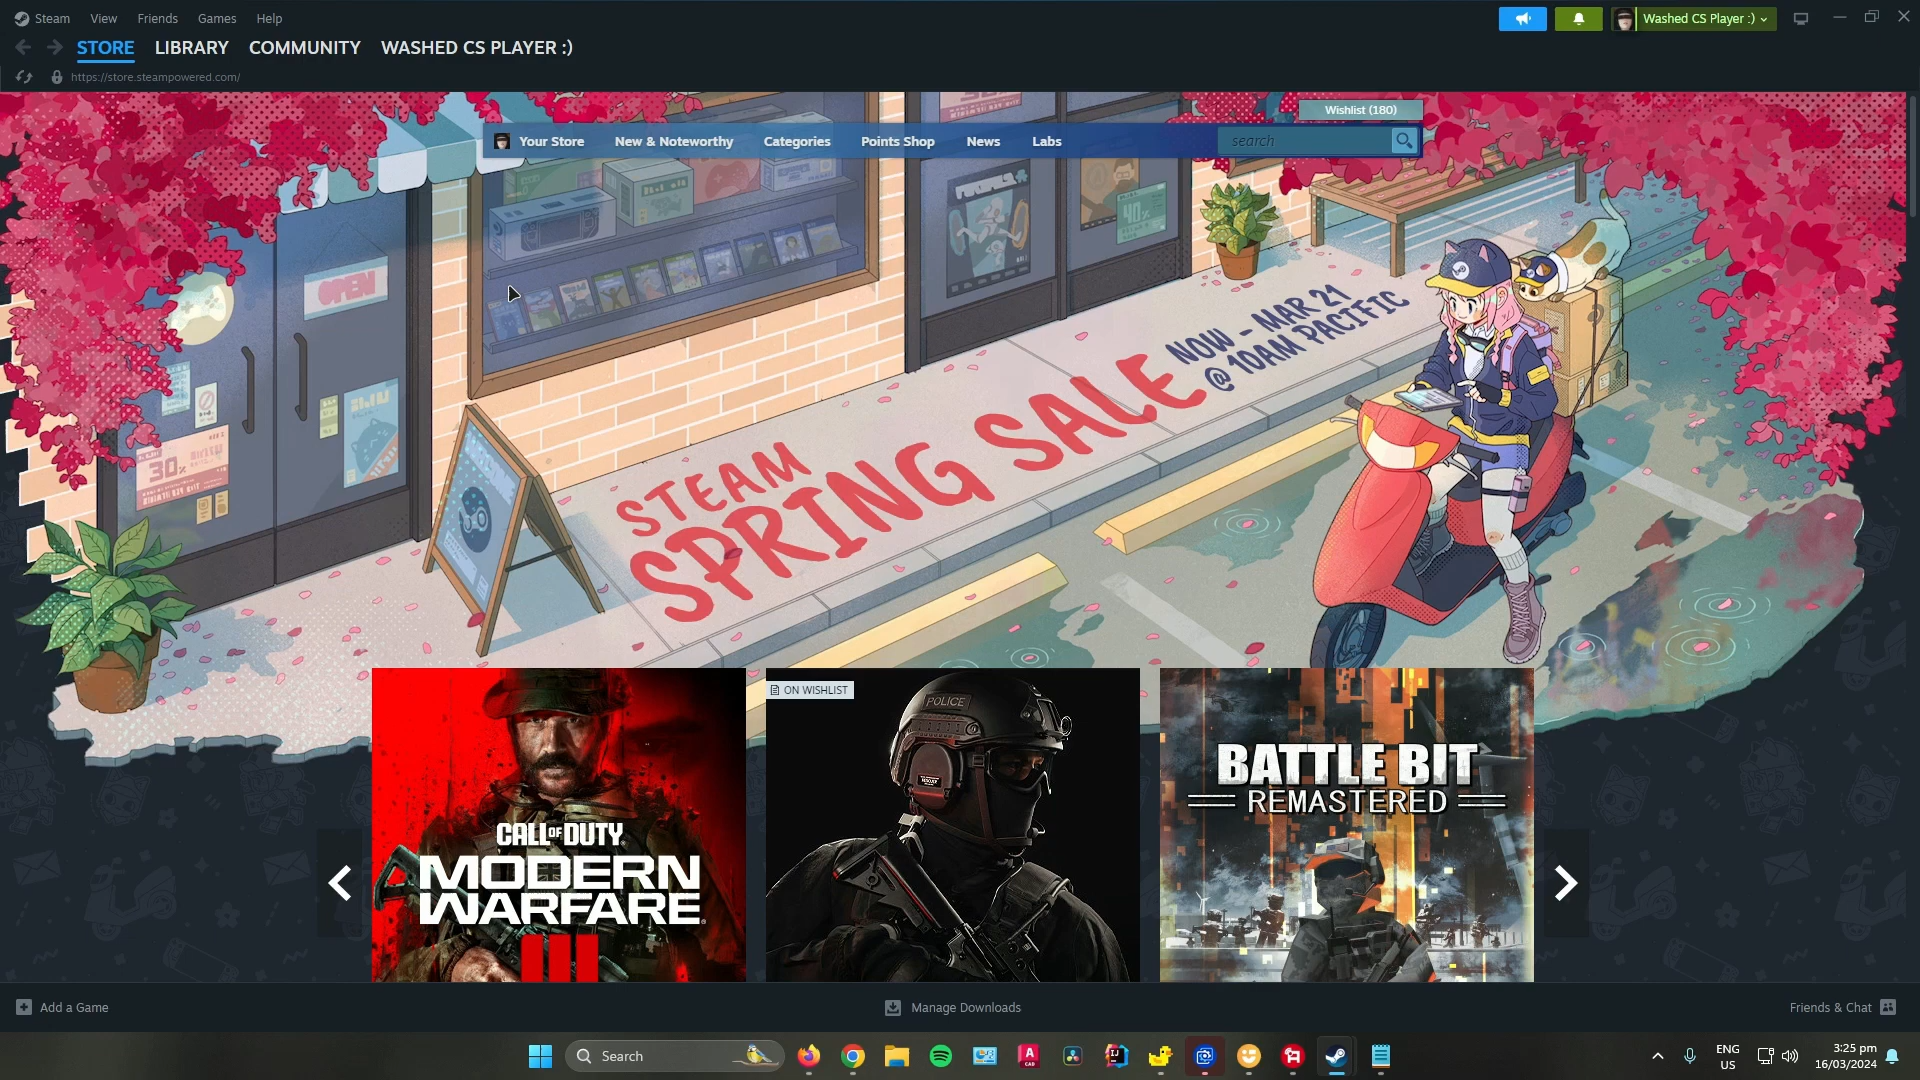 Steam View Friends Games Help
Washed CS Player :)
STORE LIBRARY COMMUNITY WASHED CS PLAYER :)
https://store.steampowered.com/
Wishlist (180)
Your Store New & Noteworthy Categories Points Shop News Labs
search
OPEN
40%
30%
NOW - MAR 21
@ 10AM PACIFIC
STEAM
SPRING SALE
CALL OF DUTY
MODERN
WARFARE
III
ON WISHLIST
POLICE
BATTLE BIT
REMASTERED
Add a Game
Manage Downloads
Friends & Chat
Search
ENG
US
3:25 pm
16/03/2024